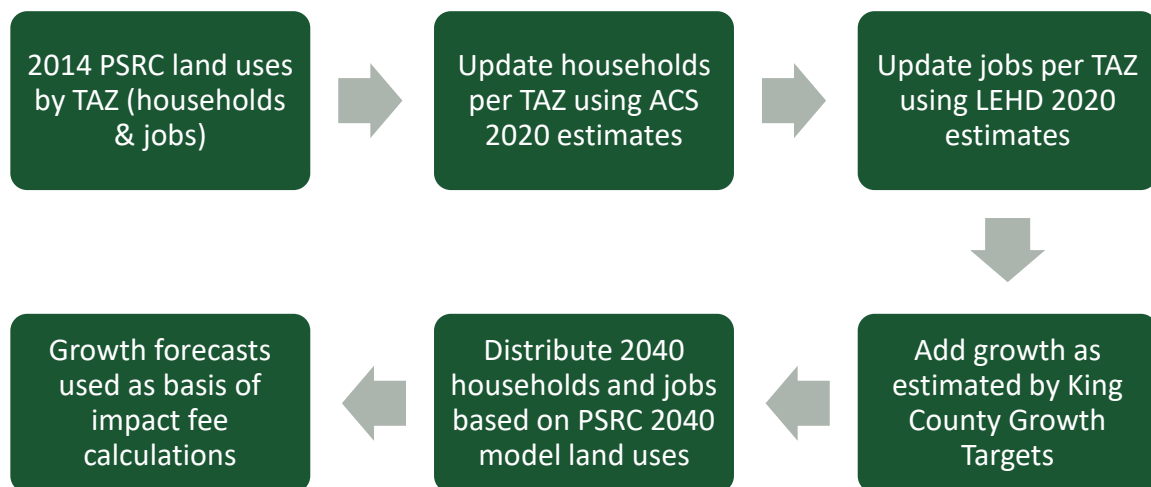 2014 PSRC land uses
by TAZ (households
& jobs)
Update households
per TAZ using ACS
2020 estimates
Update jobs per TAZ
using LEHD 2020
estimates
Add growth as
estimated by King
County Growth
Targets
Distribute 2040
households and jobs
based on PSRC 2040
model land uses
Growth forecasts
used as basis of
impact fee
calculations